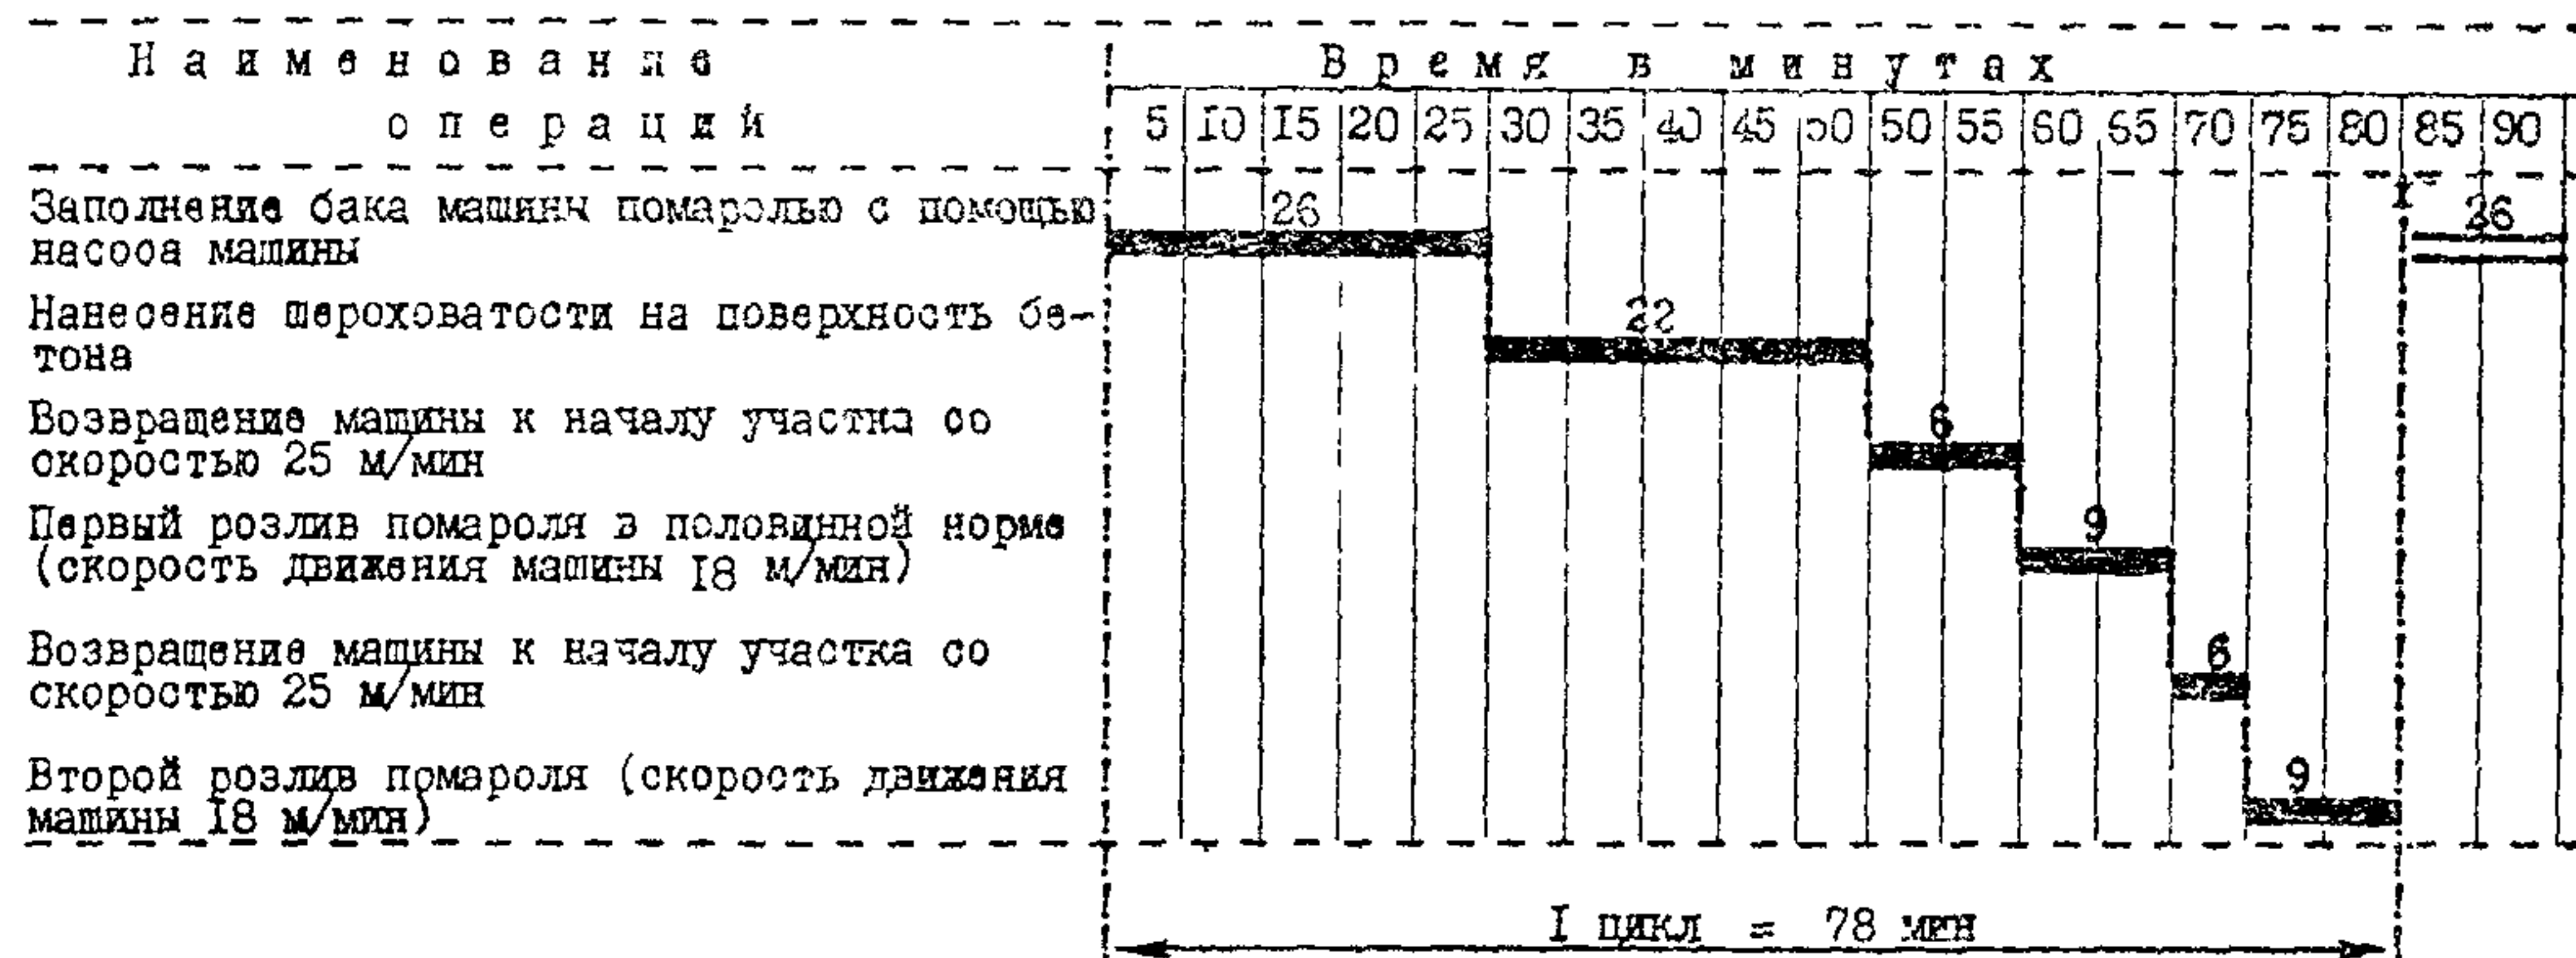 Наименование Время в минутах
операций 5 10 15 20 25 30 35 40 45 50 50 55 60 65 70 75 80 85 90
Заполнение бака машины помаролью с помощью 26 26
насоса машины
Нанесение шероховатости на поверхность бе- 22
тона
Возвращение машины к началу участка со 6
скоростью 25 м/мин
Первый розлив помароля в половинной норме 9
(скорость движения машины 18 м/мин)
Возвращение машины к началу участка со 6
скоростью 25 м/мин
Второй розлив помароля (скорость движения 9
машины 18 м/мин)
I цикл = 78 мин